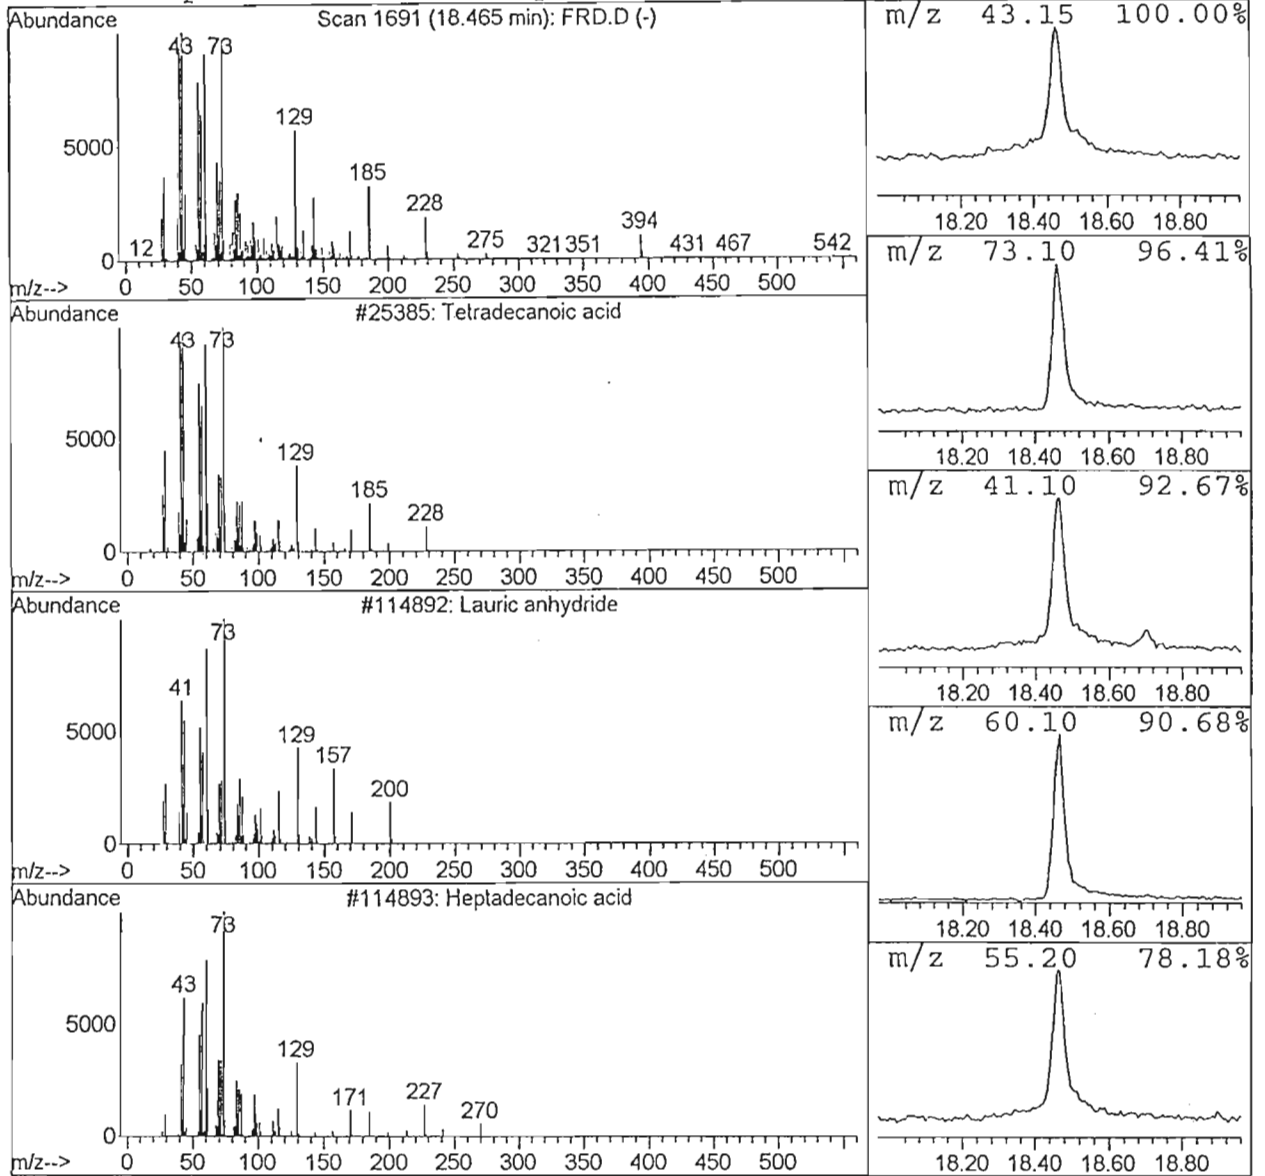 Abundance
Scan 1691 (18.465 min): FRD.D (-)
43 73
129
5000
185
228
394
12
275
321 351
431 467
542
0
0 50 100 150 200 250 300 350 400 450 500
m/z-->
Abundance
#25385: Tetradecanoic acid
43 73
5000
129
185
228
0
0 50 100 150 200 250 300 350 400 450 500
m/z-->
Abundance
#114892: Lauric anhydride
73
41
5000
129
157
200
0
0 50 100 150 200 250 300 350 400 450 500
m/z-->
Abundance
#114893: Heptadecanoic acid
73
43
5000
129
171
227
270
0
0 50 100 150 200 250 300 350 400 450 500
m/z-->
m/z 43.15 100.00%
18.20 18.40 18.60 18.80
m/z 73.10 96.41%
18.20 18.40 18.60 18.80
m/z 41.10 92.67%
18.20 18.40 18.60 18.80
m/z 60.10 90.68%
18.20 18.40 18.60 18.80
m/z 55.20 78.18%
18.20 18.40 18.60 18.80